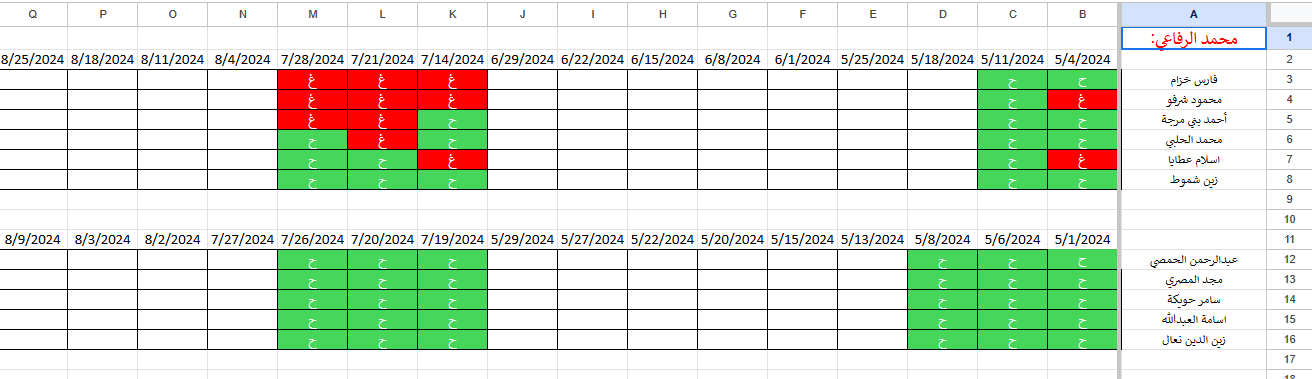 A B C D E F G H I J K L M N O P Q
1 محمد الرفاعي:
2 5/4/2024 5/11/2024 5/18/2024 5/25/2024 6/1/2024 6/8/2024 6/15/2024 6/22/2024 6/29/2024 7/14/2024 7/21/2024 7/28/2024 8/4/2024 8/11/2024 8/18/2024 8/25/2024
3 فارس خزام ح ح غ غ غ
4 محمود شرفو غ ح غ غ غ
5 أحمد بني مرجة ح ح ح غ غ
6 محمد الحلبي ح ح ح غ ح
7 اسلام عطايا غ ح غ ح ح
8 زين شموط ح ح ح ح ح
9
10
11 5/1/2024 5/6/2024 5/8/2024 5/13/2024 5/15/2024 5/20/2024 5/22/2024 5/27/2024 5/29/2024 7/19/2024 7/20/2024 7/26/2024 7/27/2024 8/2/2024 8/3/2024 8/9/2024
12 عبدالرحمن الحمصي ح ح ح ح ح ح
13 مجد المصري ح ح ح ح ح ح
14 سامر حويكة ح ح ح ح ح ح
15 اسامة العبدالله ح ح ح ح ح ح
16 زين الدين نعال ح ح ح ح ح ح
17
18